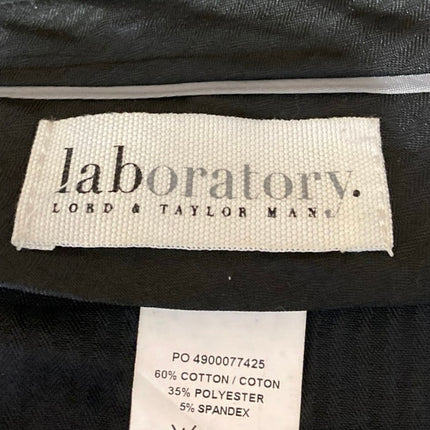 laboratory.
LORD & TAYLOR MAN
PO 4900077425
60% COTTON / COTON
35% POLYESTER
5% SPANDEX